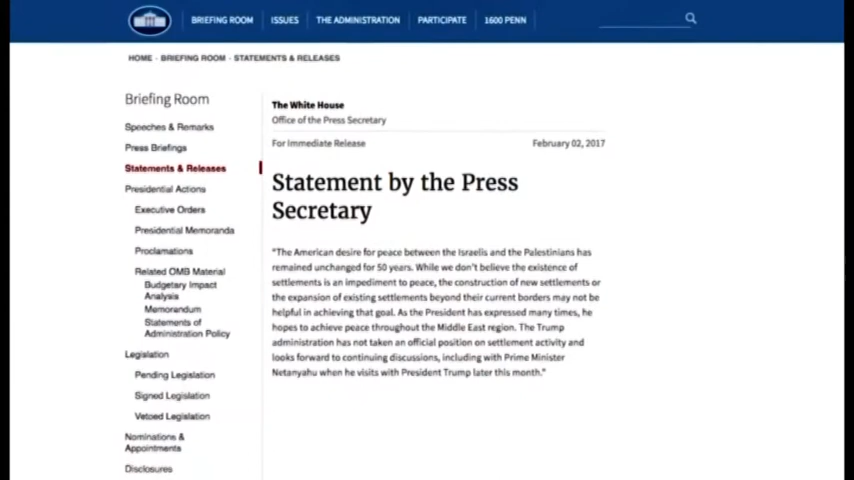 BRIEFING ROOM ISSUES THE ADMINISTRATION PARTICIPATE 1600 PENN
HOME · BRIEFING ROOM · STATEMENTS & RELEASES
Briefing Room
Speeches & Remarks
Press Briefings
Statements & Releases
Presidential Actions
Executive Orders
Presidential Memoranda
Proclamations
Related OMB Material
Budgetary Impact
Analysis
Memorandum
Statements of
Administration Policy
Legislation
Pending Legislation
Signed Legislation
Vetoed Legislation
Nominations &
Appointments
Disclosures
The White House
Office of the Press Secretary
For Immediate Release February 02, 2017
Statement by the Press
Secretary
"The American desire for peace between the Israelis and the Palestinians has
remained unchanged for 50 years. While we don't believe the existence of
settlements is an impediment to peace, the construction of new settlements or
the expansion of existing settlements beyond their current borders may not be
helpful in achieving that goal. As the President has expressed many times, he
hopes to achieve peace throughout the Middle East region. The Trump
administration has not taken an official position on settlement activity and
looks forward to continuing discussions, including with Prime Minister
Netanyahu when he visits with President Trump later this month."